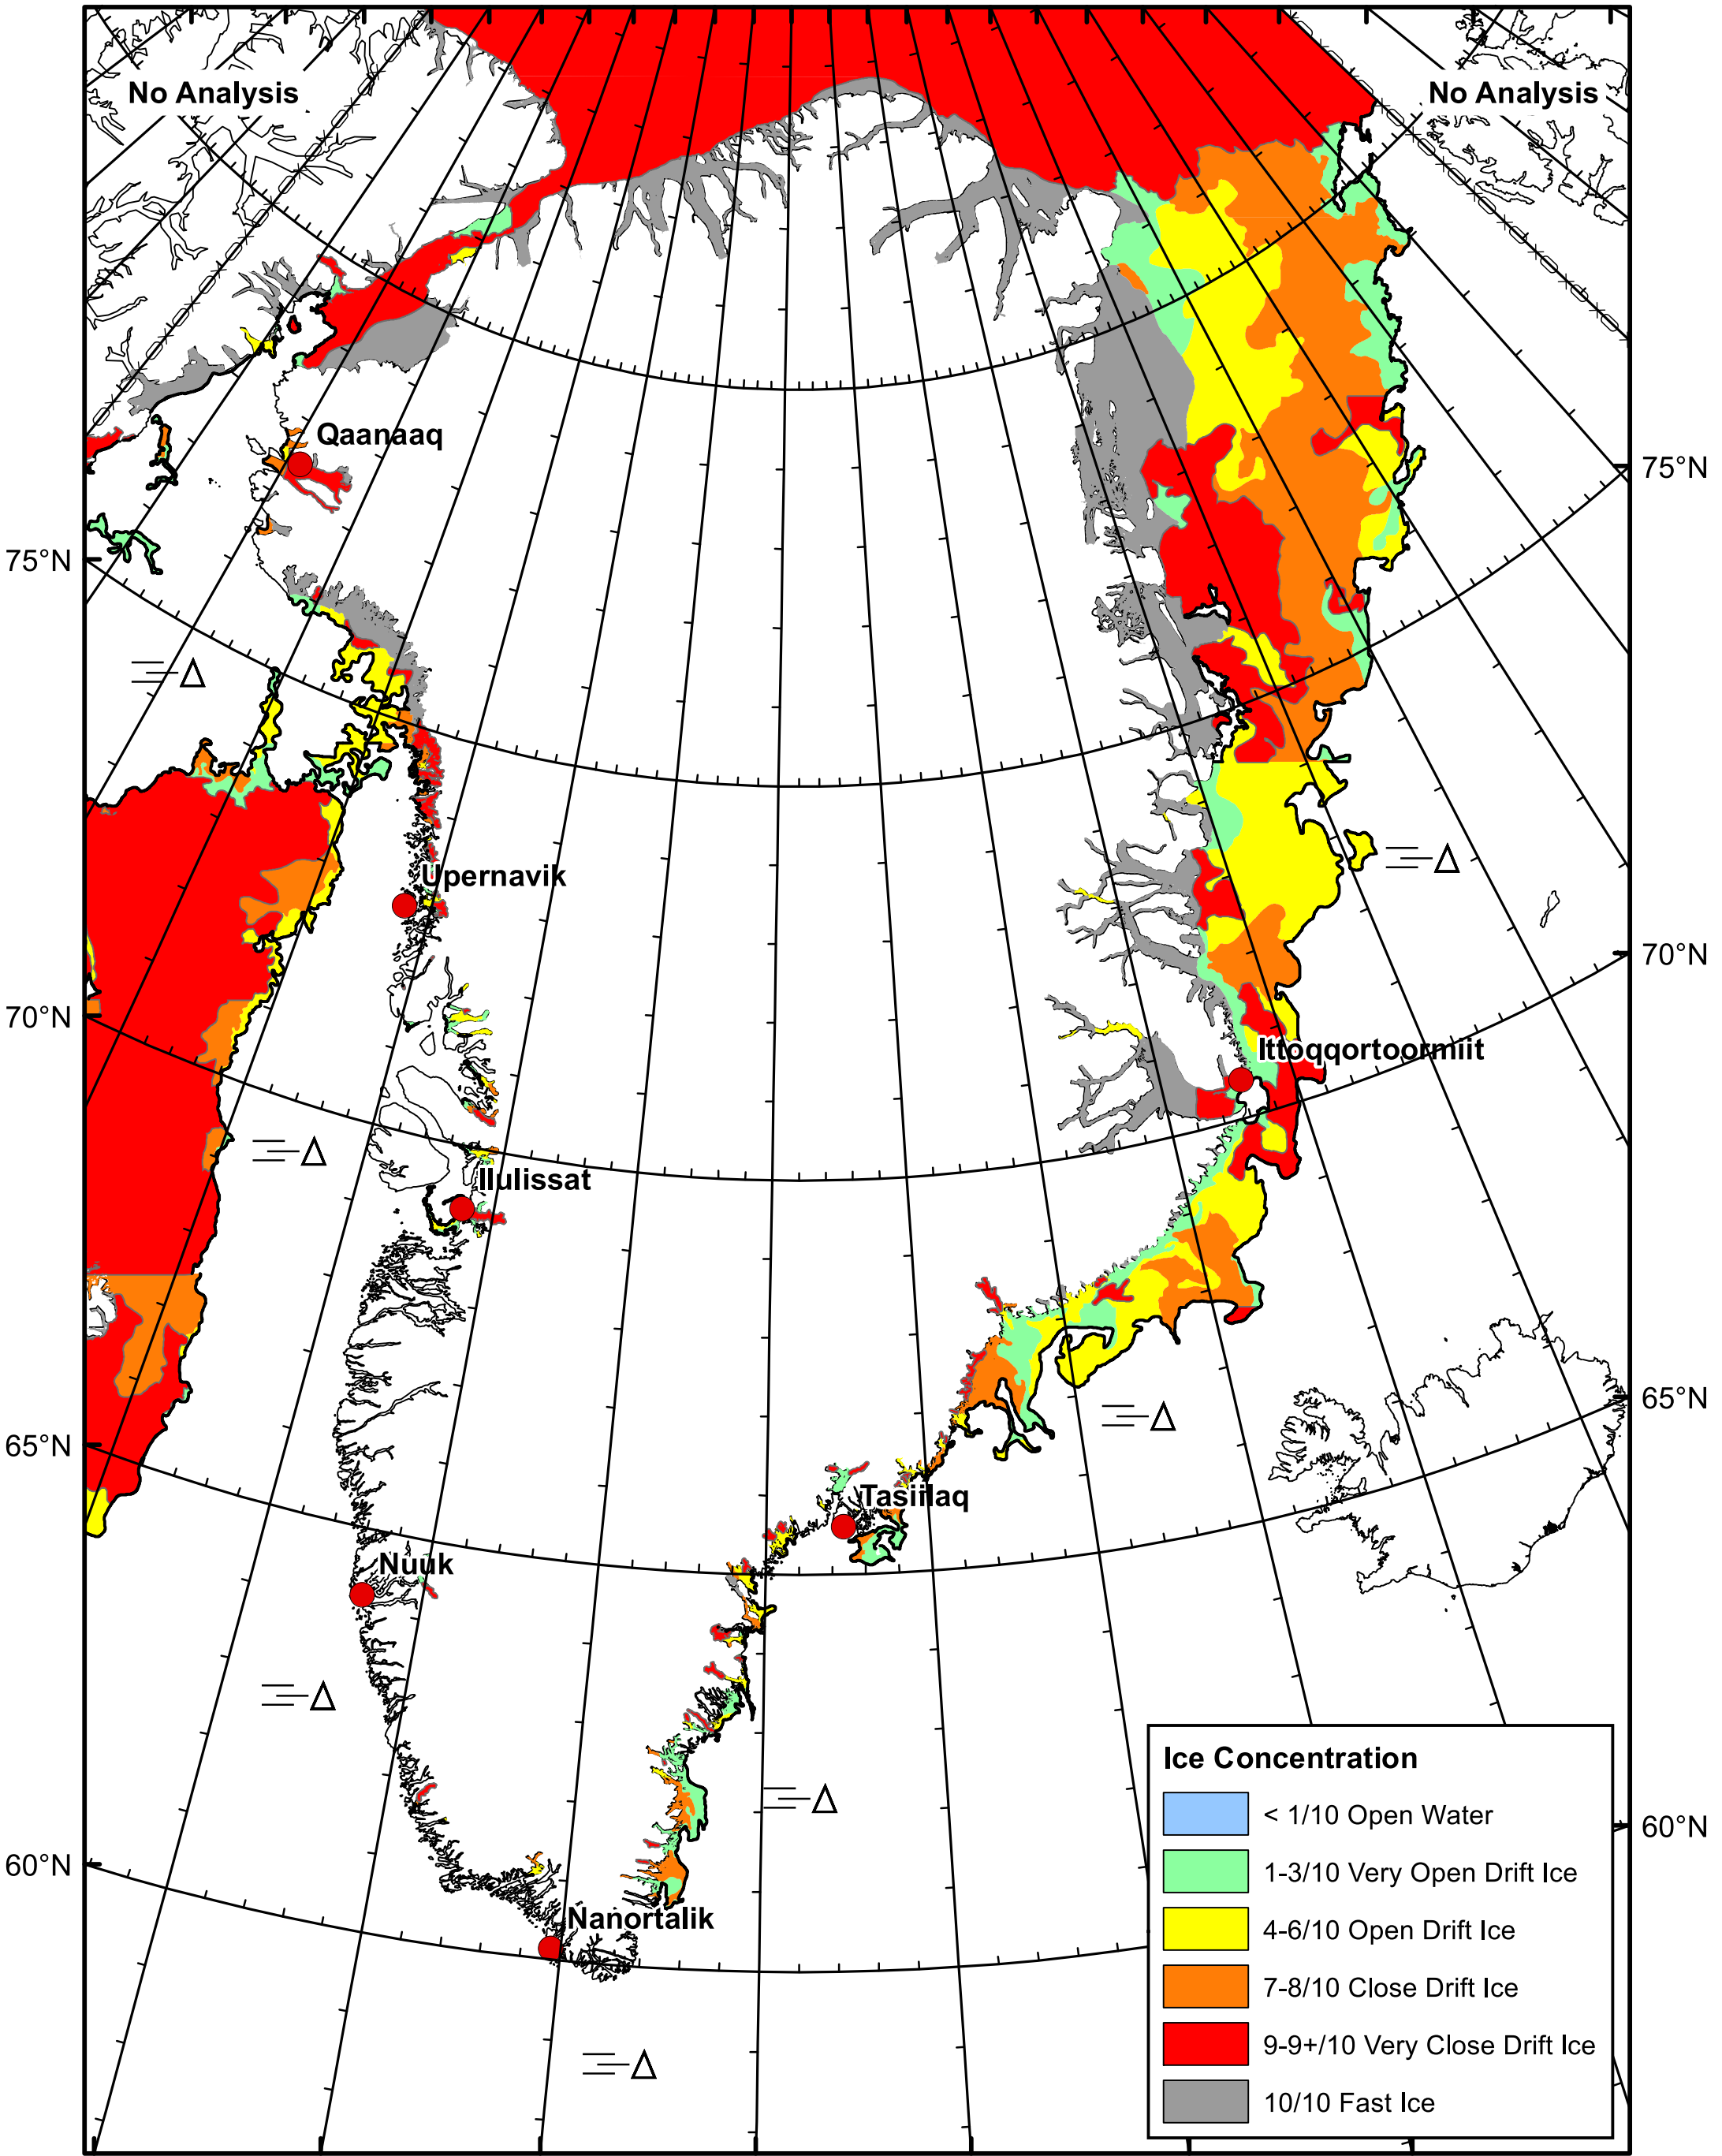 No Analysis
No Analysis
Qaanaaq
75°N
75°N
Upernavik
70°N
70°N
Ittoqqortoormiit
Ilulissat
65°N
65°N
Tasiilaq
Nuuk
60°N
60°N
Nanortalik
Ice Concentration
< 1/10 Open Water
1-3/10 Very Open Drift Ice
4-6/10 Open Drift Ice
7-8/10 Close Drift Ice
9-9+/10 Very Close Drift Ice
10/10 Fast Ice